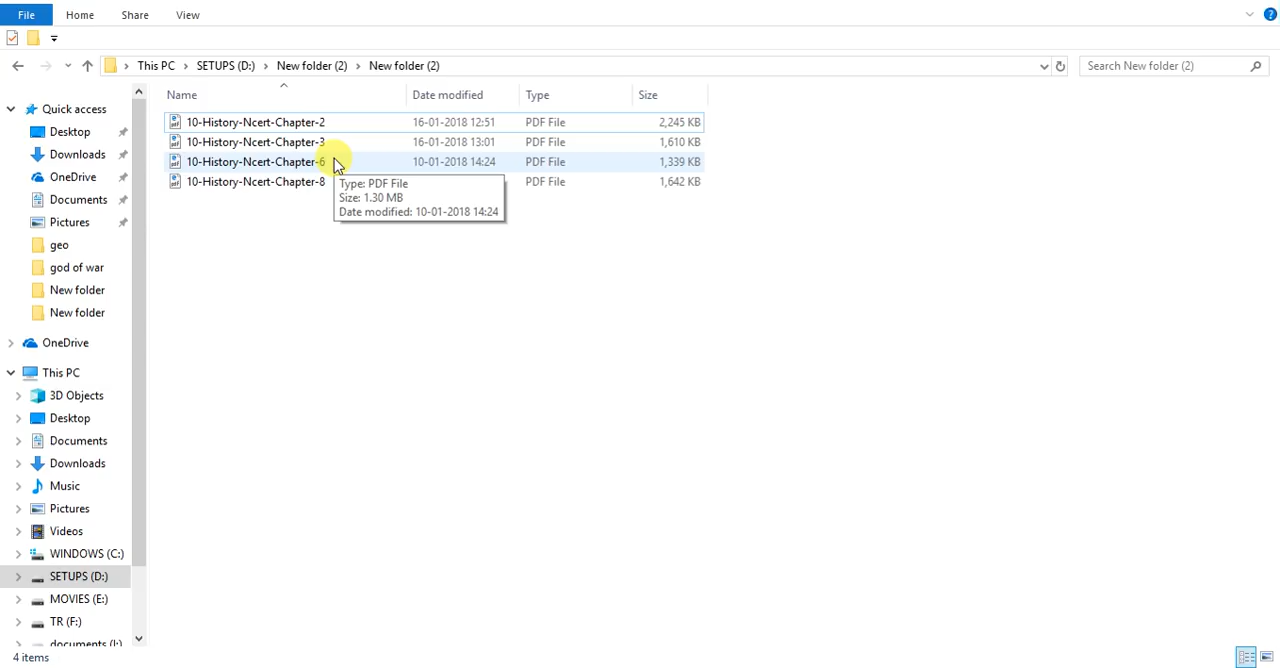 File Home Share View
This PC SETUPS (D:) New folder (2) New folder (2) Search New folder (2)
Name Date modified Type Size
Quick access
Desktop
Downloads
OneDrive
Documents
Pictures
geo
god of war
New folder
New folder
OneDrive
This PC
3D Objects
Desktop
Documents
Downloads
Music
Pictures
Videos
WINDOWS (C:)
SETUPS (D:)
MOVIES (E:)
TR (F:)
documents (I:)
10-History-Ncert-Chapter-2 16-01-2018 12:51 PDF File 2,245 KB
10-History-Ncert-Chapter-3 16-01-2018 13:01 PDF File 1,610 KB
10-History-Ncert-Chapter-6 10-01-2018 14:24 PDF File 1,339 KB
10-History-Ncert-Chapter-8 PDF File 1,642 KB
Type: PDF File
Size: 1.30 MB
Date modified: 10-01-2018 14:24
4 items